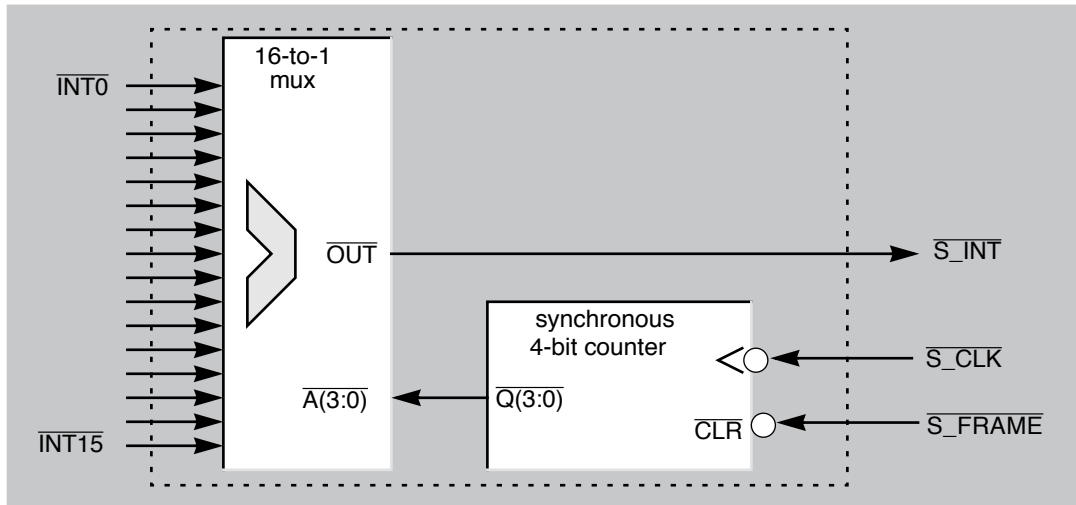 16-to-1
mux
INT0
OUT
S_INT
synchronous
4-bit counter
S_CLK
A(3:0)
Q(3:0)
CLR
S_FRAME
INT15